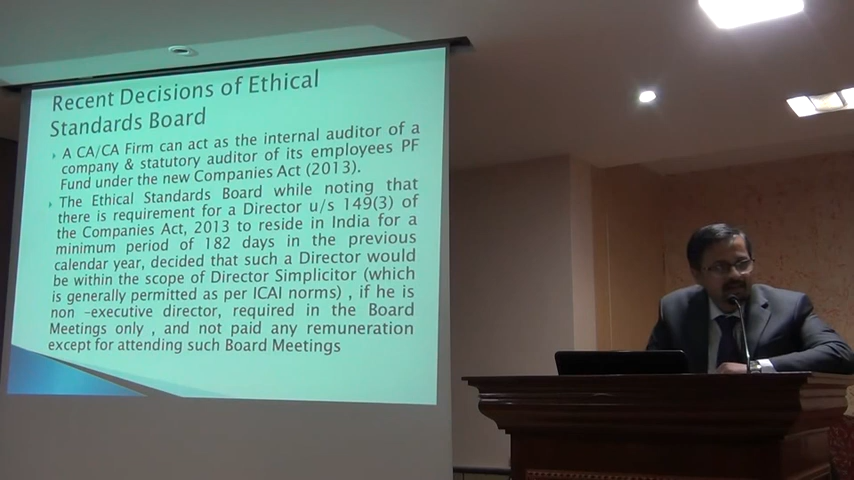 Recent Decisions of Ethical
Standards Board
A CA/CA Firm can act as the internal auditor of a
company & statutory auditor of its employees PF
Fund under the new Companies Act (2013).
The Ethical Standards Board while noting that
there is requirement for a Director u/s 149(3) of
the Companies Act, 2013 to reside in India for a
minimum period of 182 days in the previous
calendar year, decided that such a Director would
be within the scope of Director Simplicitor (which
is generally permitted as per ICAI norms) , if he is
non -executive director, required in the Board
Meetings only , and not paid any remuneration
except for attending such Board Meetings